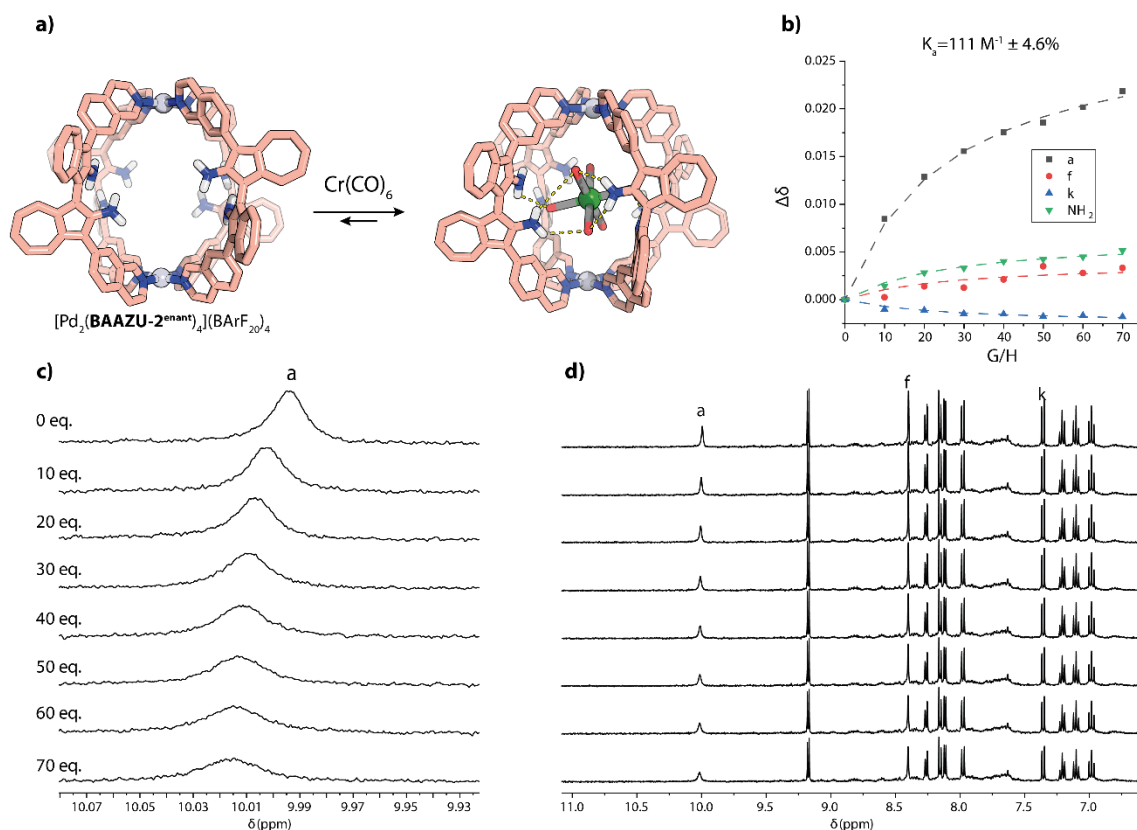 a)
Cr(CO)₆
[Pd₂(BAAZU-2ᵉⁿᵃⁿᵗ)₄](BArF₂₀)₄
b)
Kₐ=111 M⁻¹ ± 4.6%
0.025
0.020
0.015
0.010
0.005
0.000
Δδ
a
f
k
NH₂
0 10 20 30 40 50 60 70
G/H
c)
a
0 eq.
10 eq.
20 eq.
30 eq.
40 eq.
50 eq.
60 eq.
70 eq.
10.07 10.05 10.03 10.01 9.99 9.97 9.95 9.93
δ (ppm)
d)
a f k
11.0 10.0 9.5 9.0 8.5 8.0 7.5 7.0
δ (ppm)